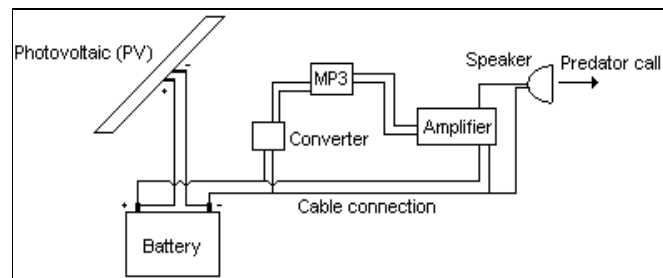 Photovoltaic (PV)
-
+
MP3
Speaker
Predator call
Amplifier
Converter
Cable connection
+
-
Battery